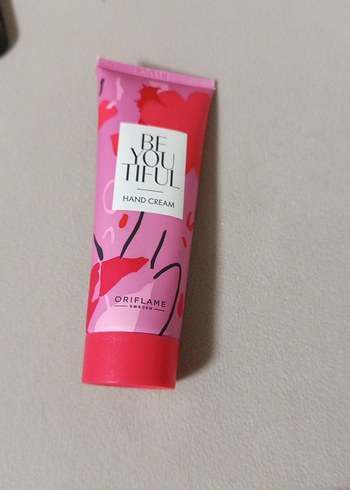 BE
YOU
TIFUL
HAND CREAM
ORIFLAME
SWEDEN